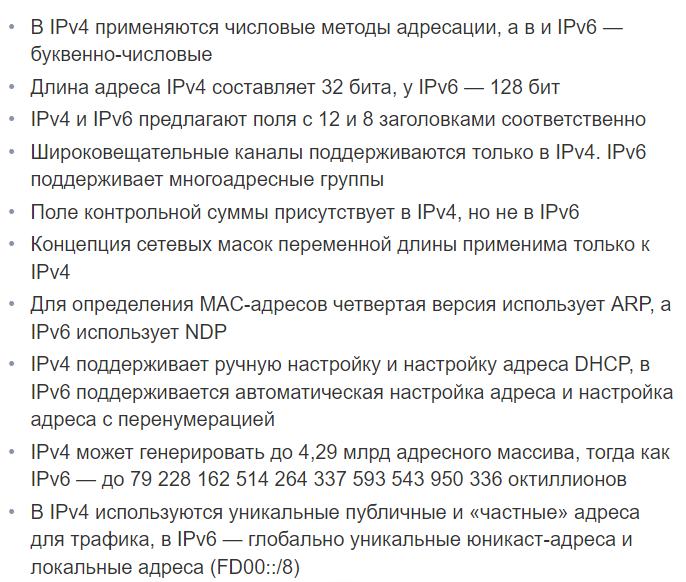 • В IPv4 применяются числовые методы адресации, а в и IPv6 —
буквенно-числовые
• Длина адреса IPv4 составляет 32 бита, у IPv6 — 128 бит
• IPv4 и IPv6 предлагают поля с 12 и 8 заголовками соответственно
• Широковещательные каналы поддерживаются только в IPv4. IPv6
поддерживает многоадресные группы
• Поле контрольной суммы присутствует в IPv4, но не в IPv6
• Концепция сетевых масок переменной длины применима только к
IPv4
• Для определения MAC-адресов четвертая версия использует ARP, а
IPv6 использует NDP
• IPv4 поддерживает ручную настройку и настройку адреса DHCP, в
IPv6 поддерживается автоматическая настройка адреса и настройка
адреса с перенумерацией
• IPv4 может генерировать до 4,29 млрд адресного массива, тогда как
IPv6 — до 79 228 162 514 264 337 593 543 950 336 октиллионов
• В IPv4 используются уникальные публичные и «частные» адреса
для трафика, в IPv6 — глобально уникальные юникаст-адреса и
локальные адреса (FD00::/8)